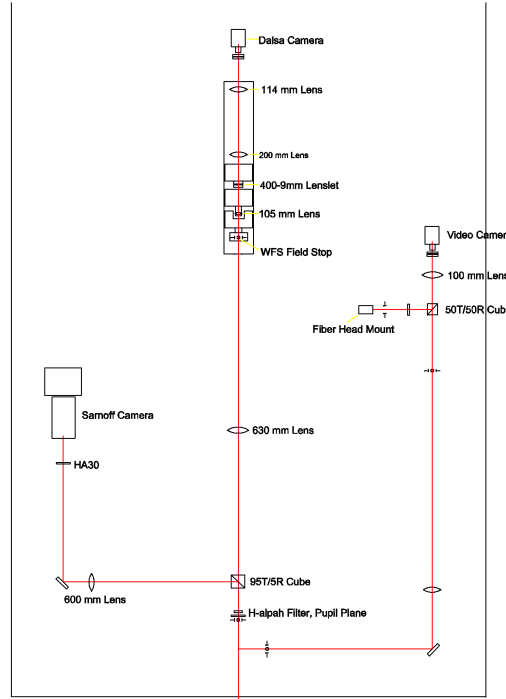 Dalsa Camera
114 mm Lens
200 mm Lens
400-9mm Lenslet
105 mm Lens
Video Camer
WFS Field Stop
100 mm Lens
50T/50R Cub
Fiber Head Mount
Sarnoff Camera
630 mm Lens
HA30
95T/5R Cube
600 mm Lens
H-alpah Filter, Pupil Plane